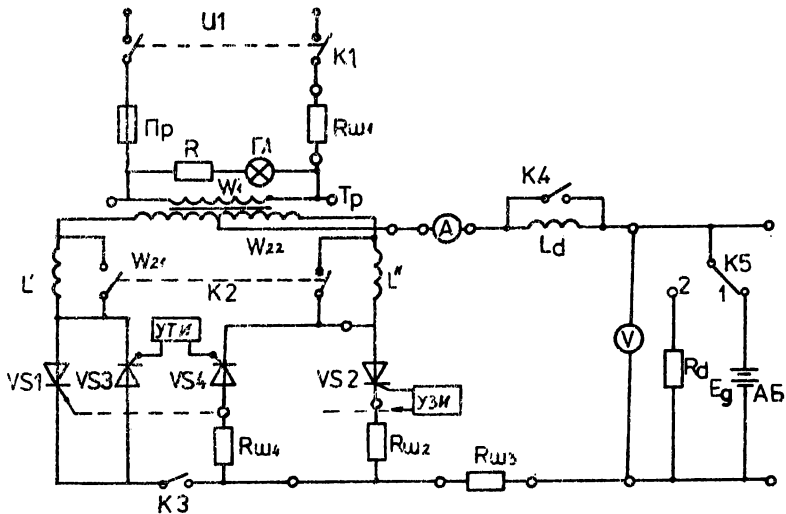 U1
K1
Пр
Rш1
R
Гл
W1
Тр
K4
A
Ld
W21
W22
L'
K2
L"
K5
2
1
УТИ
V
VS1
VS3
VS4
VS2
УЗИ
Rd
Eg
АБ
Rш4
Rш2
Rш3
K3